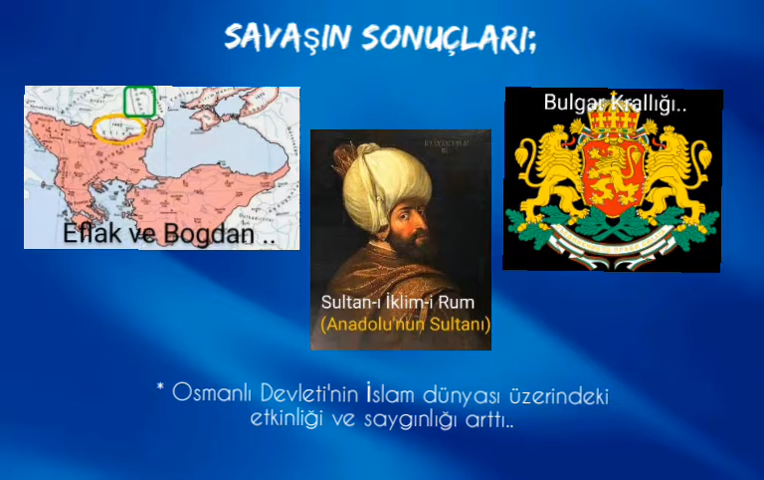 SAVAŞIN SONUÇLARI;
Eflak ve Bogdan ..
Bulgar Krallığı..
Sultan-ı İklim-i Rum
(Anadolu'nun Sultanı)
* Osmanlı Devleti'nin İslam dünyası üzerindeki
etkinliği ve saygınlığı arttı..